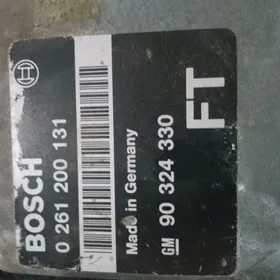 BOSCH
0 261 200 131
Made in Germany
GM 90 324 330
FT